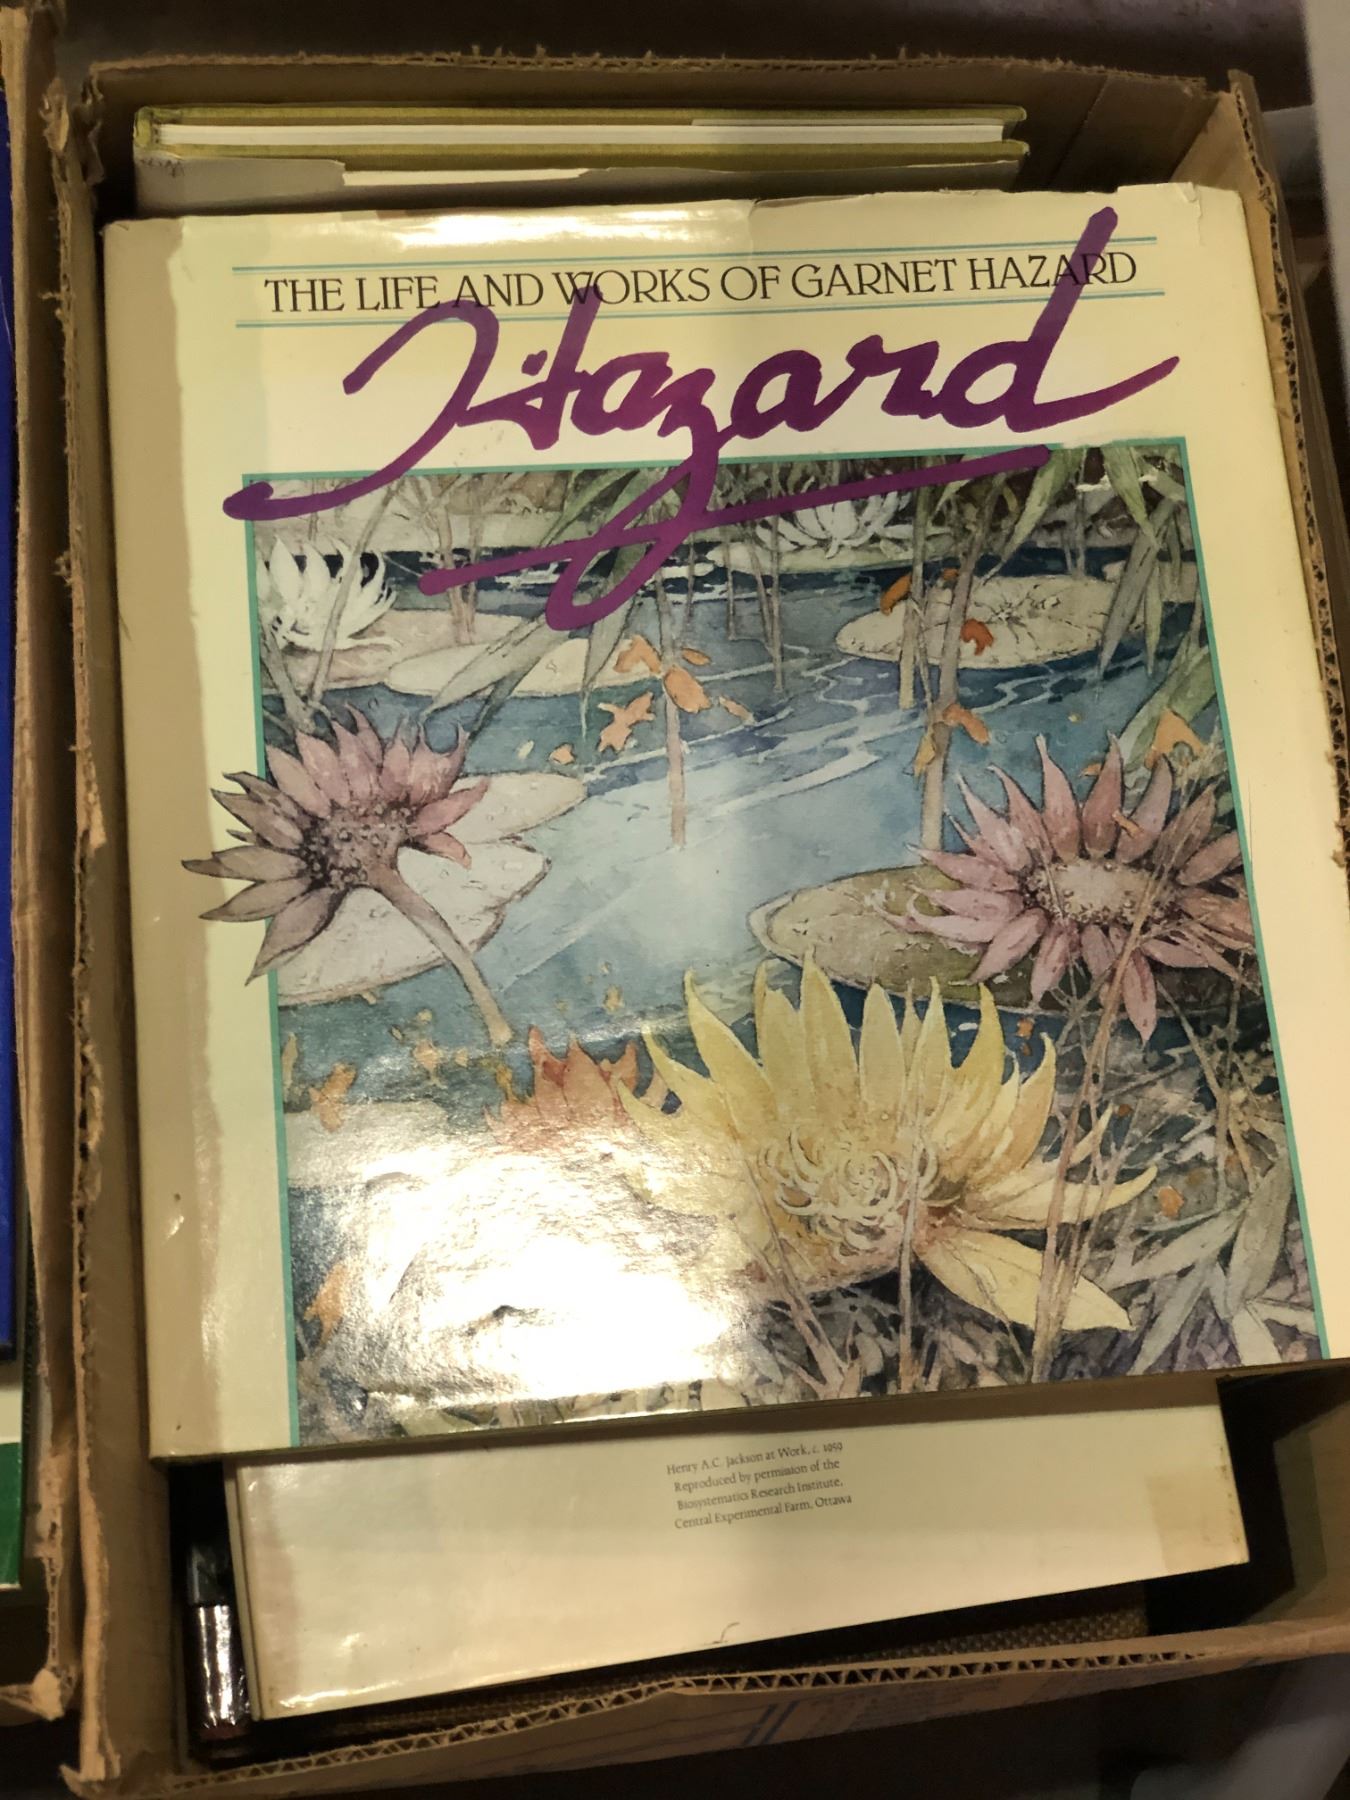 THE LIFE AND WORKS OF GARNET HAZARD
Hazard
Henry A.C. Jackson at Work, c. 1959
Reproduced by permission of the
Biosystematics Research Institute,
Central Experimental Farm, Ottawa